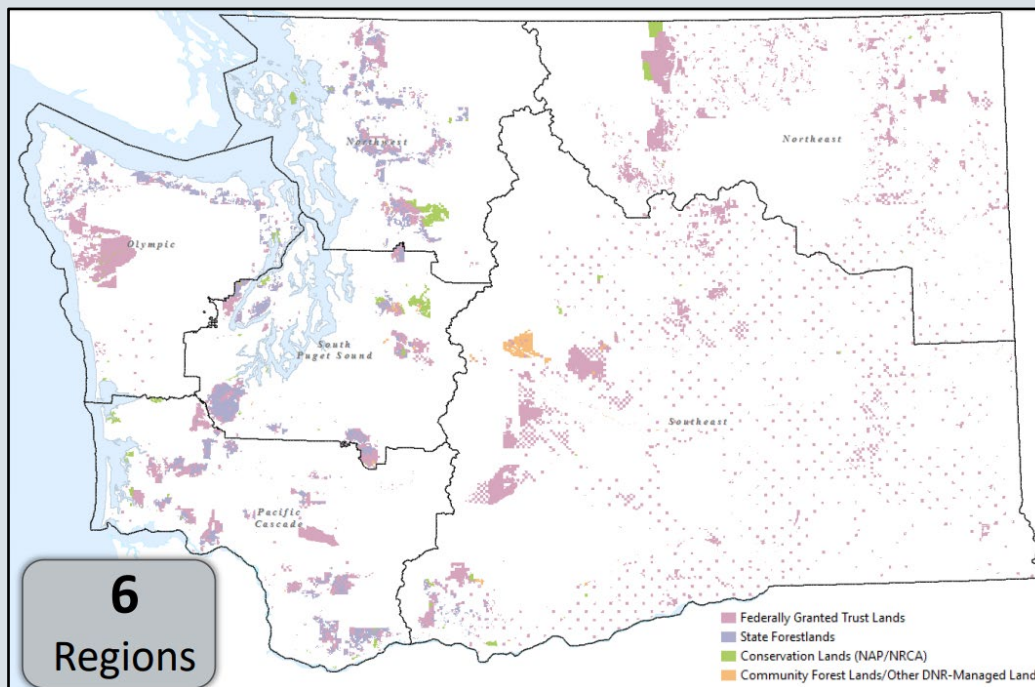 Northwest
Northeast
Olympic
South
Puget Sound
Southeast
Pacific
Cascade
6
Regions
Federally Granted Trust Lands
State Forestlands
Conservation Lands (NAP/NRCA)
Community Forest Lands/Other DNR-Managed Land